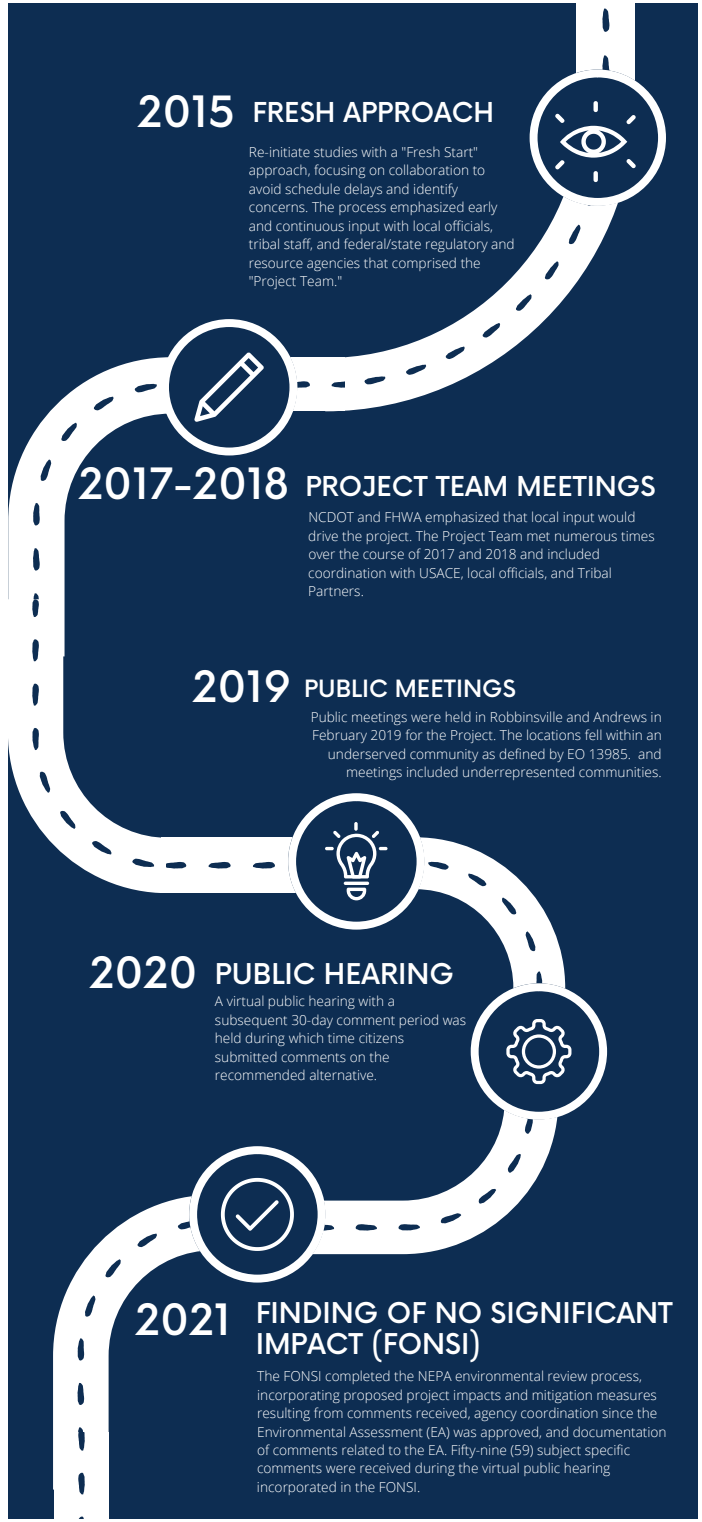 2015 FRESH APPROACH
Re-initiate studies with a "Fresh Start"
approach, focusing on collaboration to
avoid schedule delays and identify
concerns. The process emphasized early
and continuous input with local officials,
tribal staff, and federal/state regulatory and
resource agencies that comprised the
"Project Team."
2017-2018 PROJECT TEAM MEETINGS
NCDOT and FHWA emphasized that local input would
drive the project. The Project Team met numerous times
over the course of 2017 and 2018 and included
coordination with USACE, local officials, and Tribal
Partners.
2019 PUBLIC MEETINGS
Public meetings were held in Robbinsville and Andrews in
February 2019 for the Project. The locations fell within an
underserved community as defined by EO 13985. and
meetings included underrepresented communities.
2020 PUBLIC HEARING
A virtual public hearing with a
subsequent 30-day comment period was
held during which time citizens
submitted comments on the
recommended alternative.
2021 FINDING OF NO SIGNIFICANT
IMPACT (FONSI)
The FONSI completed the NEPA environmental review process,
incorporating proposed project impacts and mitigation measures
resulting from comments received, agency coordination since the
Environmental Assessment (EA) was approved, and documentation
of comments related to the EA. Fifty-nine (59) subject specific
comments were received during the virtual public hearing
incorporated in the FONSI.